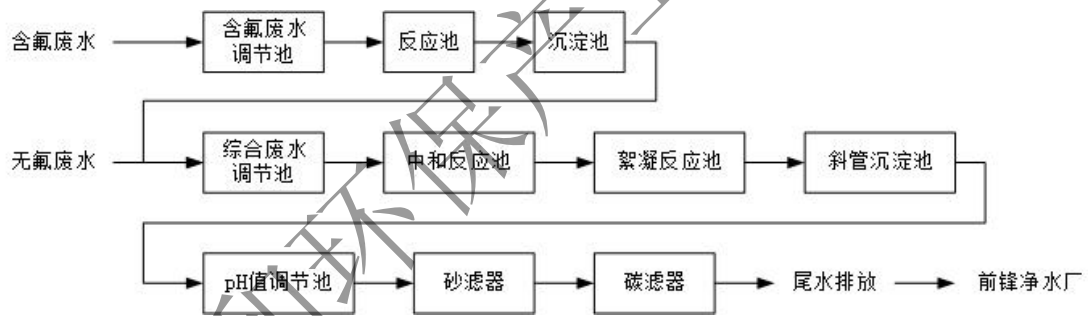 含氟废水
含氟废水
调节池
反应池
沉淀池
无氟废水
综合废水
调节池
中和反应池
絮凝反应池
斜管沉淀池
pH值调节池
砂滤器
碳滤器
尾水排放
前锋净水厂
环保产